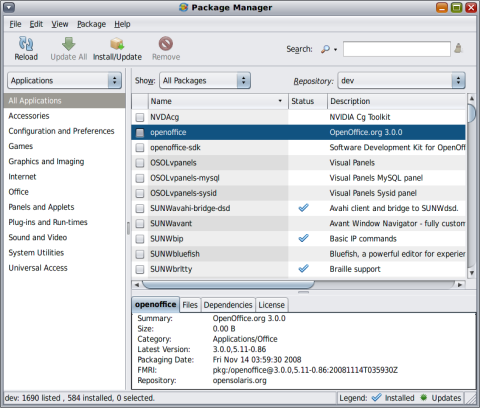 Package Manager
File Edit View Package Help
Reload Update All Install/Update Remove Search:
Applications Show: All Packages Repository: dev
All Applications
Accessories
Configuration and Preferences
Games
Graphics and Imaging
Internet
Office
Panels and Applets
Plug-ins and Run-times
Sound and Video
System Utilities
Universal Access
Name Status Description
NVDAcg NVIDIA Cg Toolkit
openoffice OpenOffice.org 3.0.0
openoffice-sdk Software Development Kit for OpenOff
OSOLvpanels Visual Panels
OSOLvpanels-mysql Visual Panels MySQL panel
OSOLvpanels-sysid Visual Panels Sysid panel
SUNWavahi-bridge-dsd Avahi client and bridge to SUNWdsd.
SUNWavant Avant Window Navigator - fully custom
SUNWbip Basic IP commands
SUNWbluefish Bluefish, a powerful editor for experien
SUNWbritty Braille support
openoffice Files Dependencies License
Summary: OpenOffice.org 3.0.0
Size: 0.00 B
Category: Applications/Office
Latest Version: 3.0.0,5.11-0.86
Packaging Date: Fri Nov 14 03:59:30 2008
FMRI: pkg:/openoffice@3.0.0,5.11-0.86:20081114T035930Z
Repository: opensolaris.org
dev: 1690 listed , 584 installed, 0 selected. Legend: Installed Updates